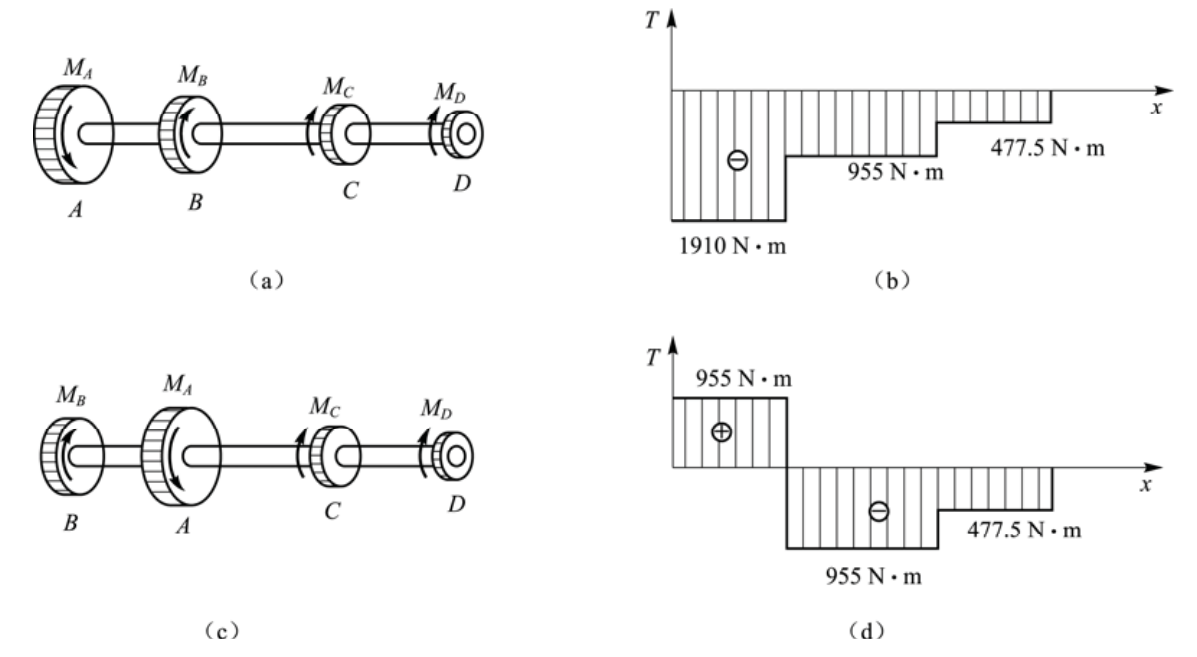 M_A
M_B
M_C
M_D
A
B
C
D
(a)
T
x
1910 N·m
955 N·m
477.5 N·m
(b)
M_B
M_A
M_C
M_D
B
A
C
D
(c)
T
955 N·m
x
955 N·m
477.5 N·m
(d)